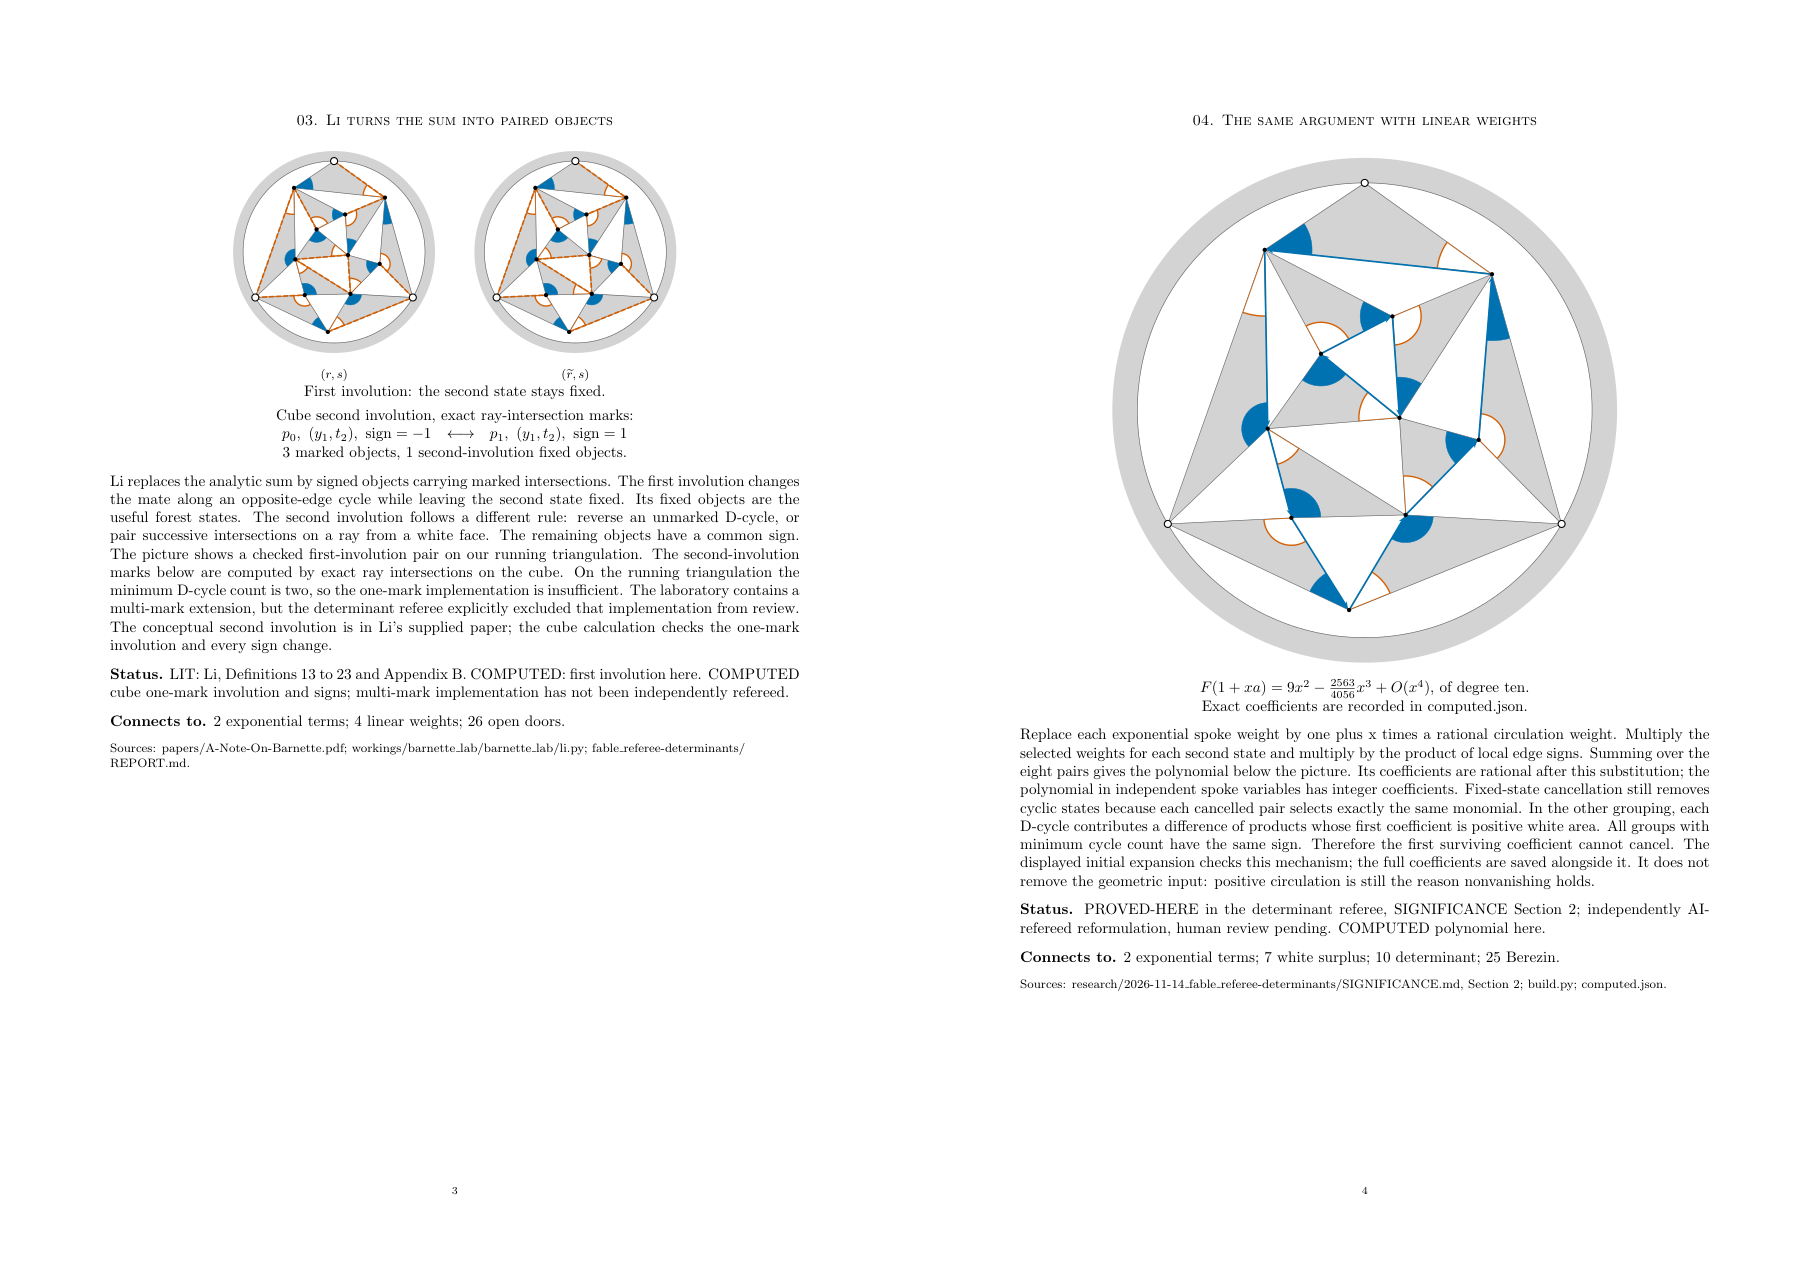 03. Li turns the sum into paired objects
(r, s)
(r̃, s)
First involution: the second state stays fixed.
Cube second involution, exact ray-intersection marks:
p₀, (y₁, t₂), sign = −1 ⟷ p₁, (y₁, t₂), sign = 1
3 marked objects, 1 second-involution fixed objects.
Li replaces the analytic sum by signed objects carrying marked intersections. The first involution changes
the mate along an opposite-edge cycle while leaving the second state fixed. Its fixed objects are the
useful forest states. The second involution follows a different rule: reverse an unmarked D-cycle, or
pair successive intersections on a ray from a white face. The remaining objects have a common sign.
The picture shows a checked first-involution pair on our running triangulation. The second-involution
marks below are computed by exact ray intersections on the cube. On the running triangulation the
minimum D-cycle count is two, so the one-mark implementation is insufficient. The laboratory contains a
multi-mark extension, but the determinant referee explicitly excluded that implementation from review.
The conceptual second involution is in Li's supplied paper; the cube calculation checks the one-mark
involution and every sign change.
Status. LIT: Li, Definitions 13 to 23 and Appendix B. COMPUTED: first involution here. COMPUTED
cube one-mark involution and signs; multi-mark implementation has not been independently refereed.
Connects to. 2 exponential terms; 4 linear weights; 26 open doors.
Sources: papers/A-Note-On-Barnette.pdf; workings/barnette_lab/barnette_lab/li.py; fable_referee-determinants/
REPORT.md.
3
04. The same argument with linear weights
F(1 + xa) = 9x² − 2563/4056 x³ + O(x⁴), of degree ten.
Exact coefficients are recorded in computed.json.
Replace each exponential spoke weight by one plus x times a rational circulation weight. Multiply the
selected weights for each second state and multiply by the product of local edge signs. Summing over the
eight pairs gives the polynomial below the picture. Its coefficients are rational after this substitution; the
polynomial in independent spoke variables has integer coefficients. Fixed-state cancellation still removes
cyclic states because each cancelled pair selects exactly the same monomial. In the other grouping, each
D-cycle contributes a difference of products whose first coefficient is positive white area. All groups with
minimum cycle count have the same sign. Therefore the first surviving coefficient cannot cancel. The
displayed initial expansion checks this mechanism; the full coefficients are saved alongside it. It does not
remove the geometric input: positive circulation is still the reason nonvanishing holds.
Status. PROVED-HERE in the determinant referee, SIGNIFICANCE Section 2; independently AI-
refereed reformulation, human review pending. COMPUTED polynomial here.
Connects to. 2 exponential terms; 7 white surplus; 10 determinant; 25 Berezin.
Sources: research/2026-11-14_fable_referee-determinants/SIGNIFICANCE.md, Section 2; build.py; computed.json.
4